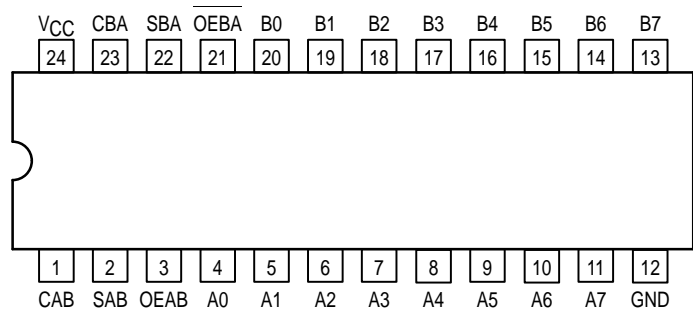 VCC CBA SBA OEBA B0 B1 B2 B3 B4 B5 B6 B7
24 23 22 21 20 19 18 17 16 15 14 13
1 2 3 4 5 6 7 8 9 10 11 12
CAB SAB OEAB A0 A1 A2 A3 A4 A5 A6 A7 GND